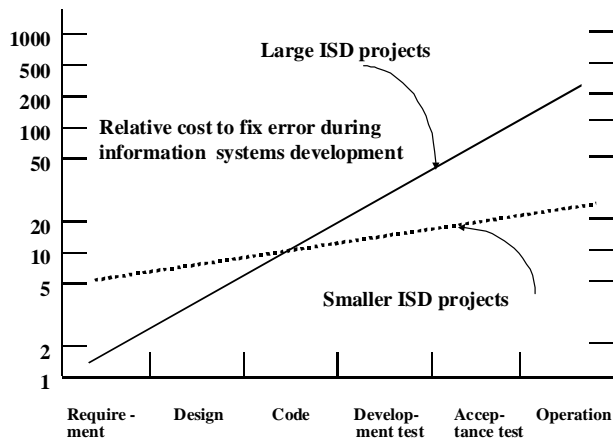 1000
500
200
100
50
20
10
5
2
1
Large ISD projects
Relative cost to fix error during
information systems development
Smaller ISD projects
Require -
ment
Design
Code
Develop-
ment test
Accep-
tance test
Operation